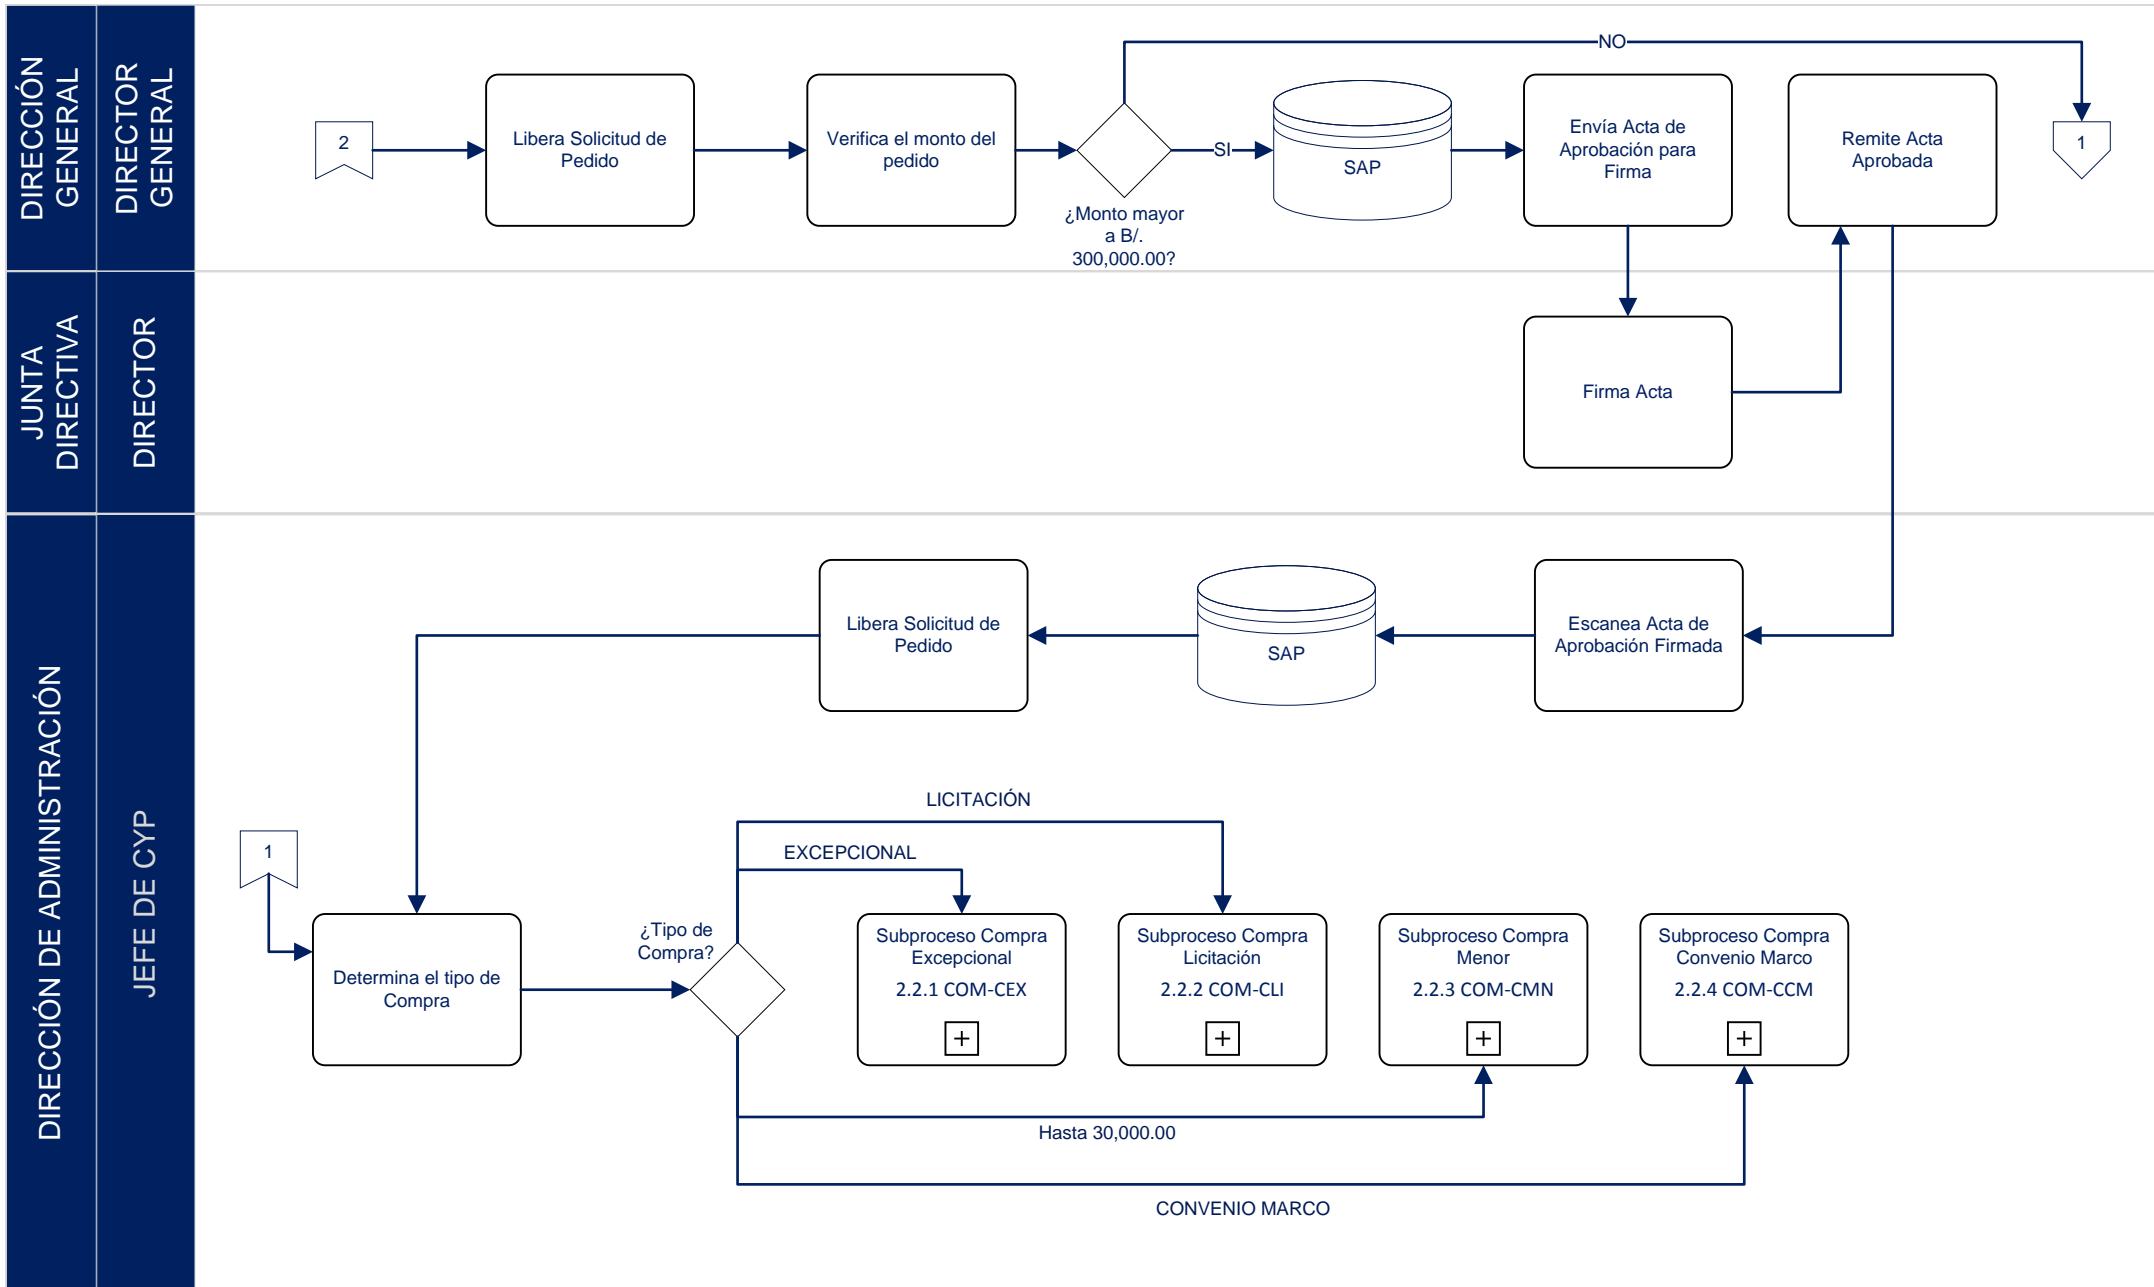 DIRECCIÓN
GENERAL
DIRECTOR
GENERAL
2
Libera Solicitud de
Pedido
Verifica el monto del
pedido
¿Monto mayor
a B/.
300,000.00?
NO
SI
SAP
Envía Acta de
Aprobación para
Firma
Remite Acta
Aprobada
1
JUNTA
DIRECTIVA
DIRECTOR
Firma Acta
DIRECCIÓN DE ADMINISTRACIÓN
JEFE DE CYP
Libera Solicitud de
Pedido
SAP
Escanea Acta de
Aprobación Firmada
1
Determina el tipo de
Compra
¿Tipo de
Compra?
LICITACIÓN
EXCEPCIONAL
Subproceso Compra
Excepcional
2.2.1 COM-CEX
Subproceso Compra
Licitación
2.2.2 COM-CLI
Subproceso Compra
Menor
2.2.3 COM-CMN
Subproceso Compra
Convenio Marco
2.2.4 COM-CCM
Hasta 30,000.00
CONVENIO MARCO